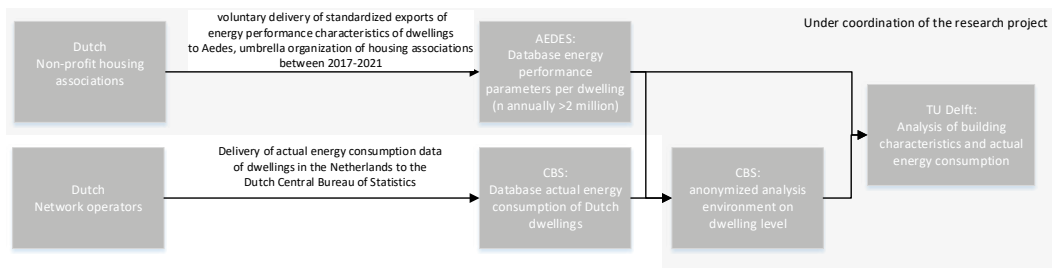 Dutch
Non-profit housing
associations
voluntary delivery of standardized exports of
energy performance characteristics of dwellings
to Aedes, umbrella organization of housing associations
between 2017-2021
AEDES:
Database energy
performance
parameters per dwelling
(n annually >2 million)
Under coordination of the research project
TU Delft:
Analysis of building
characteristics and actual
energy consumption
Dutch
Network operators
Delivery of actual energy consumption data
of dwellings in the Netherlands to the
Dutch Central Bureau of Statistics
CBS:
Database actual energy
consumption of Dutch
dwellings
CBS:
anonymized analysis
environment on
dwelling level